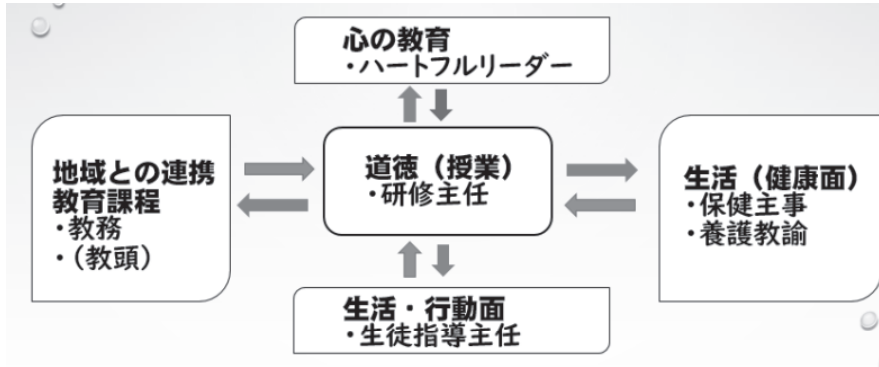 心の教育
・ハートフルリーダー
地域との連携
教育課程
・教務
・（教頭）
道徳（授業）
・研修主任
生活（健康面）
・保健主事
・養護教諭
生活・行動面
・生徒指導主任